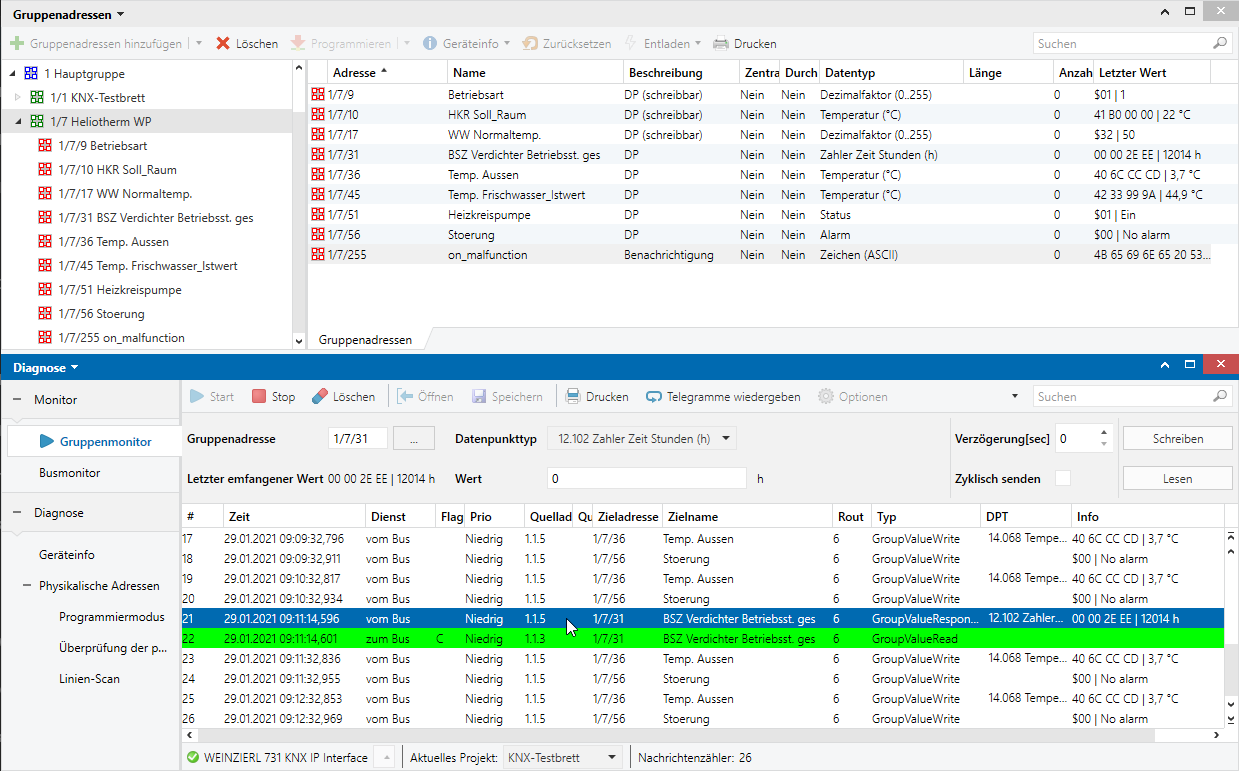 Gruppenadressen
Gruppenadressen hinzufügen Löschen Programmieren Geräteinfo Zurücksetzen Entladen Drucken Suchen
1 Hauptgruppe
1/1 KNX-Testbrett
1/7 Heliotherm WP
1/7/9 Betriebsart
1/7/10 HKR Soll_Raum
1/7/17 WW Normaltemp.
1/7/31 BSZ Verdichter Betriebsst. ges
1/7/36 Temp. Aussen
1/7/45 Temp. Frischwasser_Istwert
1/7/51 Heizkreispumpe
1/7/56 Stoerung
1/7/255 on_malfunction
Adresse Name Beschreibung Zentra Durch Datentyp Länge Anzah Letzter Wert
1/7/9 Betriebsart DP (schreibbar) Nein Nein Dezimalfaktor (0..255) 0 $01 | 1
1/7/10 HKR Soll_Raum DP (schreibbar) Nein Nein Temperatur (°C) 0 41 B0 00 00 | 22 °C
1/7/17 WW Normaltemp. DP (schreibbar) Nein Nein Dezimalfaktor (0..255) 0 $32 | 50
1/7/31 BSZ Verdichter Betriebsst. ges DP Nein Nein Zahler Zeit Stunden (h) 0 00 00 2E EE | 12014 h
1/7/36 Temp. Aussen DP Nein Nein Temperatur (°C) 0 40 6C CC CD | 3,7 °C
1/7/45 Temp. Frischwasser_Istwert DP Nein Nein Temperatur (°C) 0 42 33 99 9A | 44,9 °C
1/7/51 Heizkreispumpe DP Nein Nein Status 0 $01 | Ein
1/7/56 Stoerung DP Nein Nein Alarm 0 $00 | No alarm
1/7/255 on_malfunction Benachrichtigung Nein Nein Zeichen (ASCII) 0 4B 65 69 6E 65 20 53...
Gruppenadressen
Diagnose
Monitor
Gruppenmonitor
Busmonitor
Diagnose
Geräteinfo
Physikalische Adressen
Programmiermodus
Überprüfung der p...
Linien-Scan
Start Stop Löschen Öffnen Speichern Drucken Telegramme wiedergeben Optionen Suchen
Gruppenadresse 1/7/31 ... Datenpunkttyp 12.102 Zahler Zeit Stunden (h) Verzögerung[sec] 0 Schreiben
Letzter emfangener Wert 00 00 2E EE | 12014 h Wert 0 h Zyklisch senden Lesen
# Zeit Dienst Flag Prio Quellad Qu Zieladresse Zielname Rout Typ DPT Info
17 29.01.2021 09:09:32,796 vom Bus Niedrig 1.1.5 1/7/36 Temp. Aussen 6 GroupValueWrite 14.068 Tempe... 40 6C CC CD | 3,7 °C
18 29.01.2021 09:09:32,911 vom Bus Niedrig 1.1.5 1/7/56 Stoerung 6 GroupValueWrite $00 | No alarm
19 29.01.2021 09:10:32,817 vom Bus Niedrig 1.1.5 1/7/36 Temp. Aussen 6 GroupValueWrite 14.068 Tempe... 40 6C CC CD | 3,7 °C
20 29.01.2021 09:10:32,934 vom Bus Niedrig 1.1.5 1/7/56 Stoerung 6 GroupValueWrite $00 | No alarm
21 29.01.2021 09:11:14,596 vom Bus Niedrig 1.1.5 1/7/31 BSZ Verdichter Betriebsst. ges 6 GroupValueRespon... 12.102 Zahler... 00 00 2E EE | 12014 h
22 29.01.2021 09:11:14,601 zum Bus C Niedrig 1.1.3 1/7/31 BSZ Verdichter Betriebsst. ges 6 GroupValueRead
23 29.01.2021 09:11:32,836 vom Bus Niedrig 1.1.5 1/7/36 Temp. Aussen 6 GroupValueWrite 14.068 Tempe... 40 6C CC CD | 3,7 °C
24 29.01.2021 09:11:32,955 vom Bus Niedrig 1.1.5 1/7/56 Stoerung 6 GroupValueWrite $00 | No alarm
25 29.01.2021 09:12:32,853 vom Bus Niedrig 1.1.5 1/7/36 Temp. Aussen 6 GroupValueWrite 14.068 Tempe... 40 6C CC CD | 3,7 °C
26 29.01.2021 09:12:32,969 vom Bus Niedrig 1.1.5 1/7/56 Stoerung 6 GroupValueWrite $00 | No alarm
WEINZIERL 731 KNX IP Interface Aktuelles Projekt: KNX-Testbrett Nachrichtenzähler: 26